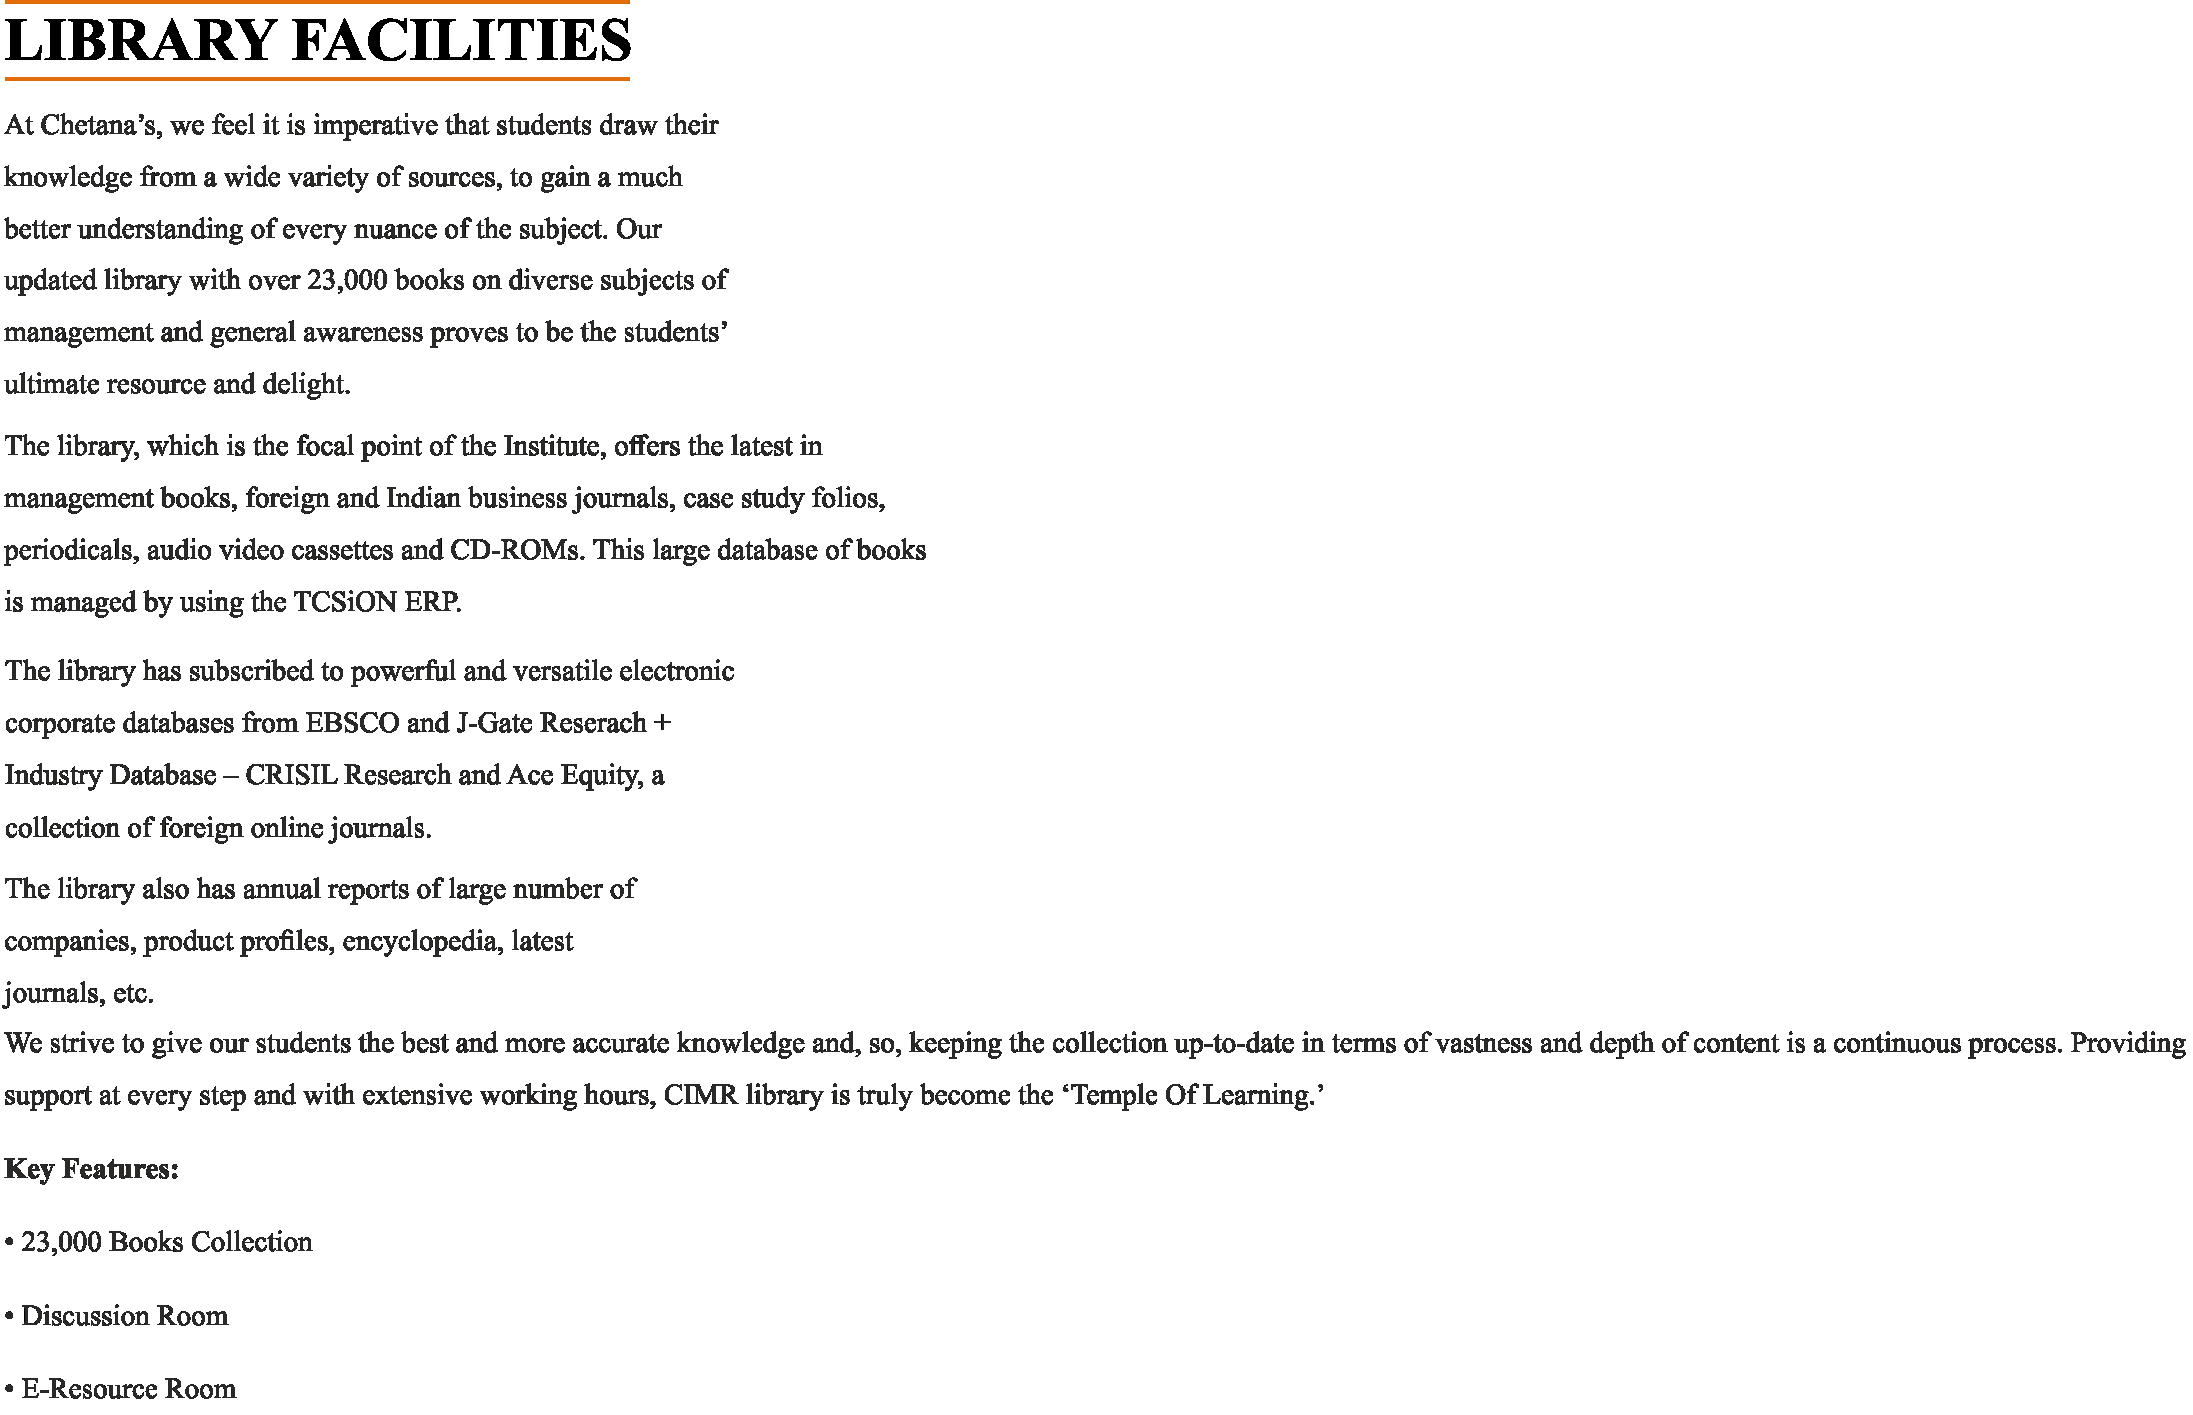 LIBRARY FACILITIES
At Chetana’s, we feel it is imperative that students draw their
knowledge from a wide variety of sources, to gain a much
better understanding of every nuance of the subject. Our
updated library with over 23,000 books on diverse subjects of
management and general awareness proves to be the students’
ultimate resource and delight.
The library, which is the focal point of the Institute, offers the latest in
management books, foreign and Indian business journals, case study folios,
periodicals, audio video cassettes and CD-ROMs. This large database of books
is managed by using the TCSiON ERP.
The library has subscribed to powerful and versatile electronic
corporate databases from EBSCO and J-Gate Reserach +
Industry Database – CRISIL Research and Ace Equity, a
collection of foreign online journals.
The library also has annual reports of large number of
companies, product profiles, encyclopedia, latest
journals, etc.
We strive to give our students the best and more accurate knowledge and, so, keeping the collection up-to-date in terms of vastness and depth of content is a continuous process. Providing
support at every step and with extensive working hours, CIMR library is truly become the ‘Temple Of Learning.’
Key Features:
• 23,000 Books Collection
• Discussion Room
• E-Resource Room